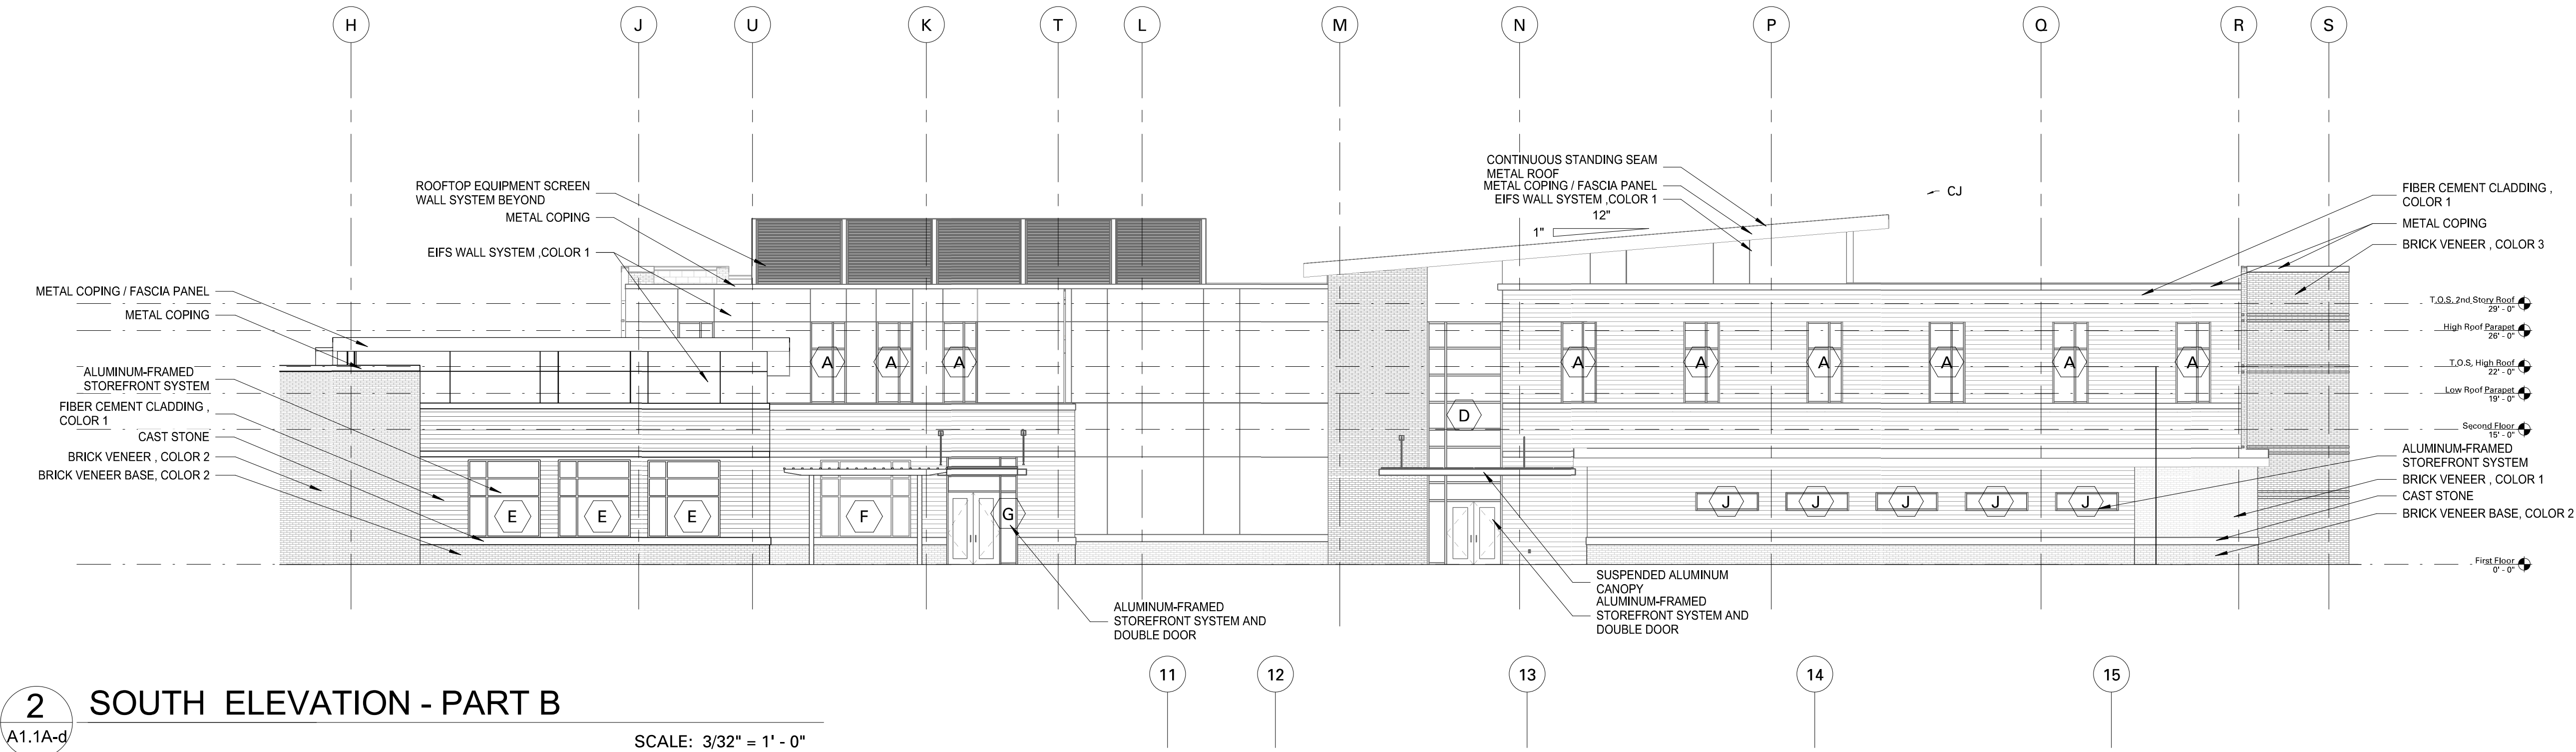 H
J
U
K
T
L
M
N
P
Q
R
S
ROOFTOP EQUIPMENT SCREEN
WALL SYSTEM BEYOND
METAL COPING
EIFS WALL SYSTEM ,COLOR 1
METAL COPING / FASCIA PANEL
METAL COPING
ALUMINUM-FRAMED
STOREFRONT SYSTEM
FIBER CEMENT CLADDING ,
COLOR 1
CAST STONE
BRICK VENEER , COLOR 2
BRICK VENEER BASE, COLOR 2
CONTINUOUS STANDING SEAM
METAL ROOF
METAL COPING / FASCIA PANEL
EIFS WALL SYSTEM ,COLOR 1
12"
1"
CJ
FIBER CEMENT CLADDING ,
COLOR 1
METAL COPING
BRICK VENEER , COLOR 3
T.O.S. 2nd Story Roof
29' - 0"
High Roof Parapet
26' - 0"
T.O.S. High Roof
22' - 0"
Low Roof Parapet
19' - 0"
Second Floor
15' - 0"
ALUMINUM-FRAMED
STOREFRONT SYSTEM
BRICK VENEER , COLOR 1
CAST STONE
BRICK VENEER BASE, COLOR 2
First Floor
0' - 0"
A
A
A
A
A
A
A
A
A
D
E
E
E
F
G
J
J
J
J
J
SUSPENDED ALUMINUM
CANOPY
ALUMINUM-FRAMED
STOREFRONT SYSTEM AND
DOUBLE DOOR
ALUMINUM-FRAMED
STOREFRONT SYSTEM AND
DOUBLE DOOR
11
12
13
14
15
2
A1.1A-d
SOUTH ELEVATION - PART B
SCALE: 3/32" = 1' - 0"